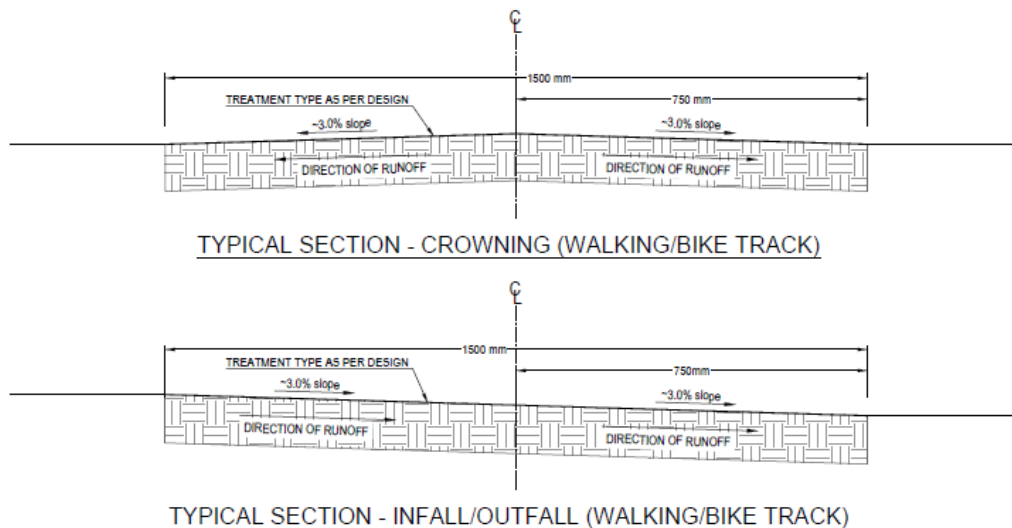 ℄
1500 mm
TREATMENT TYPE AS PER DESIGN
750 mm
~3.0% slope
~3.0% slope
DIRECTION OF RUNOFF
DIRECTION OF RUNOFF
TYPICAL SECTION - CROWNING (WALKING/BIKE TRACK)
℄
1500 mm
TREATMENT TYPE AS PER DESIGN
750mm
~3.0% slope
~3.0% slope
DIRECTION OF RUNOFF
DIRECTION OF RUNOFF
TYPICAL SECTION - INFALL/OUTFALL (WALKING/BIKE TRACK)